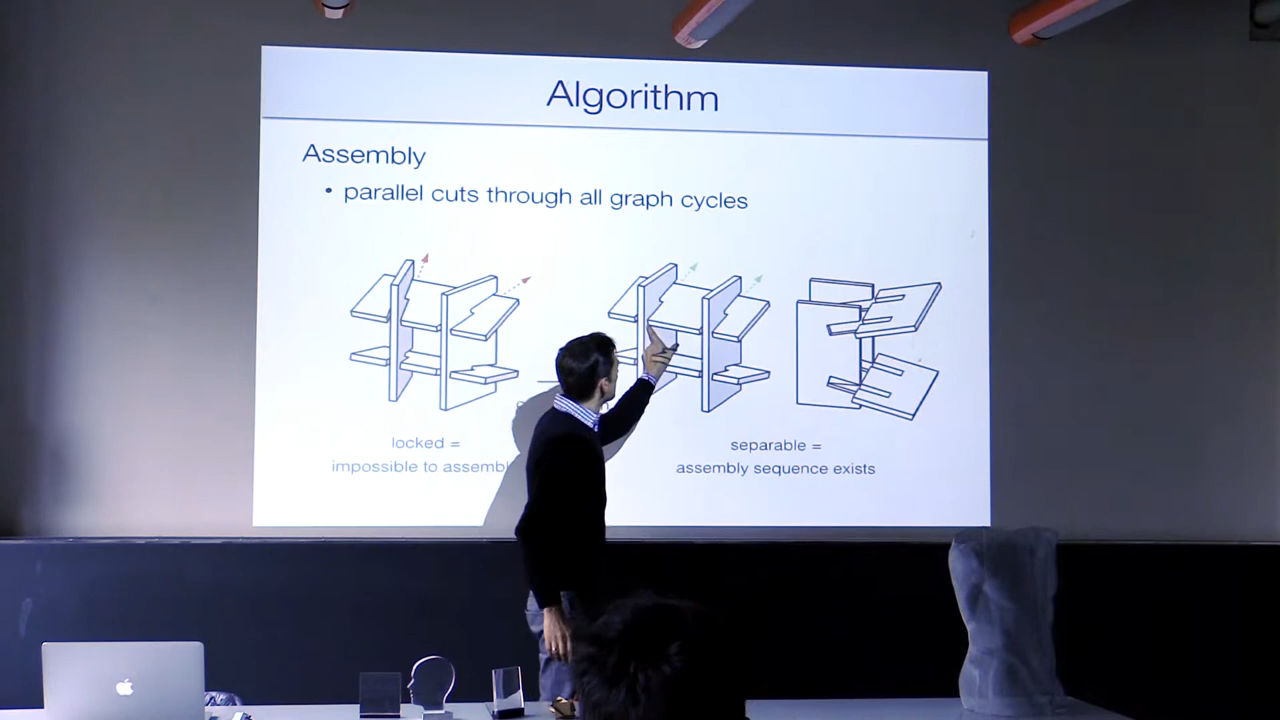 Algorithm
Assembly
• parallel cuts through all graph cycles
locked =
impossible to assembl
separable =
assembly sequence exists